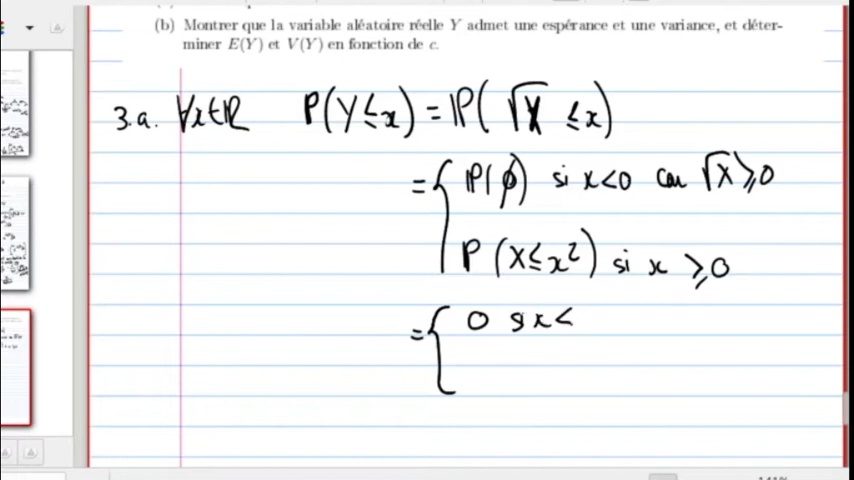 (b) Montrer que la variable aléatoire réelle Y admet une espérance et une variance, et déter-
miner E(Y) et V(Y) en fonction de c.
3.a. ∀x∈ℝ P(Y≤x) = ℙ(√X ≤x)
= { ℙ(∅) si x<0 car √X ≥0
P(X≤x²) si x ≥0
= { 0 si x<